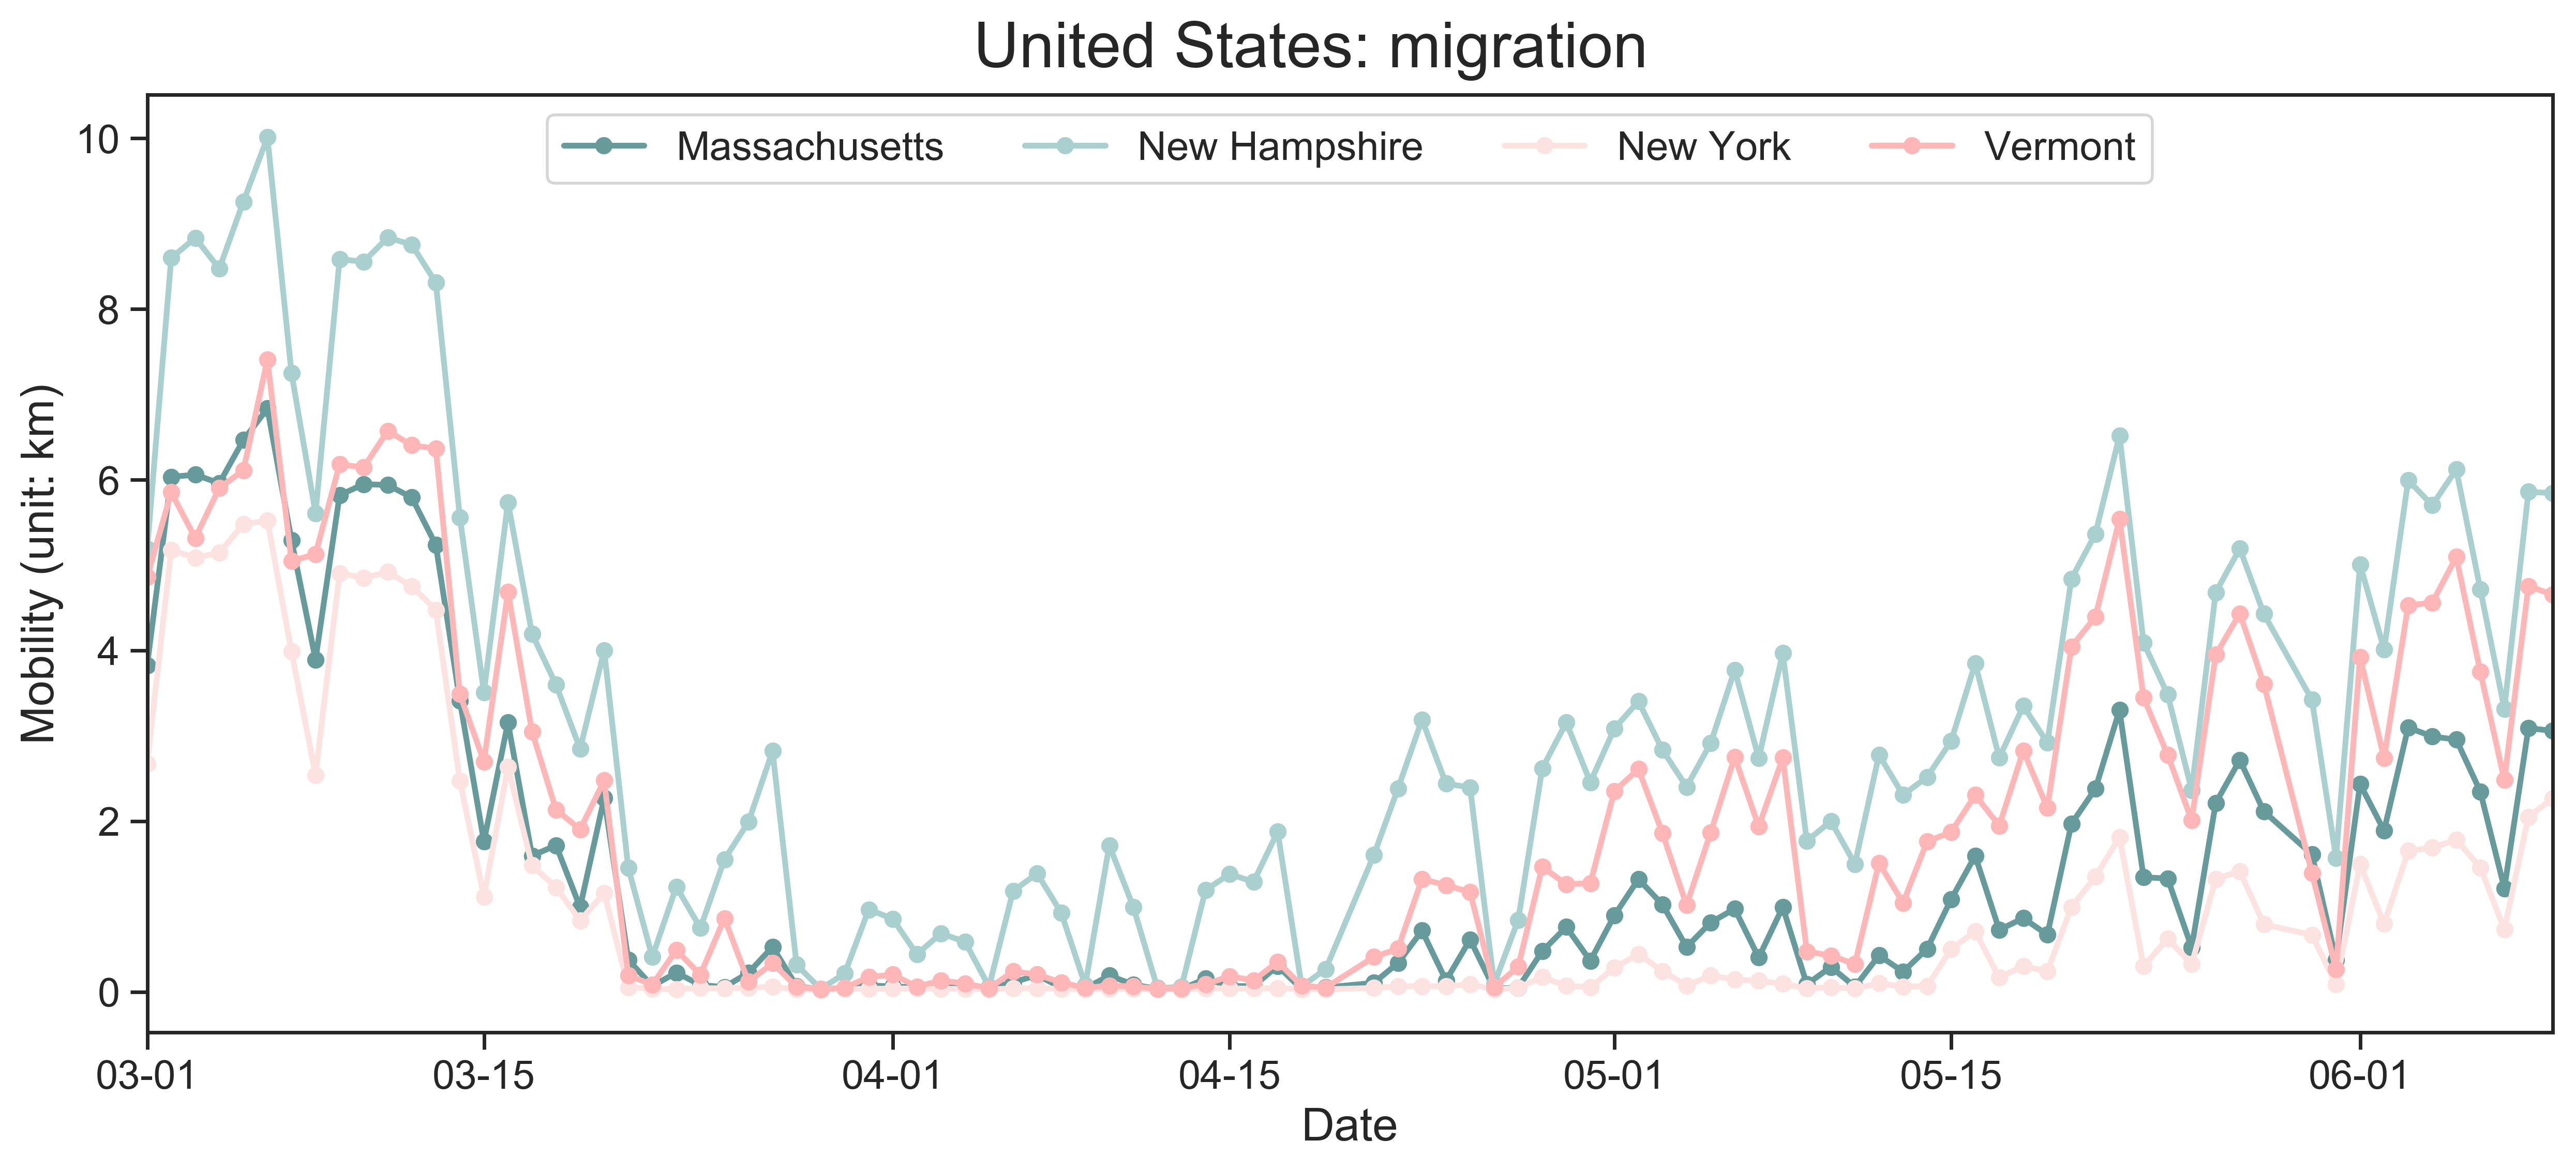 United States: migration
Massachusetts New Hampshire New York Vermont
10
8
6
4
2
0
Mobility (unit: km)
03-01 03-15 04-01 04-15 05-01 05-15 06-01
Date